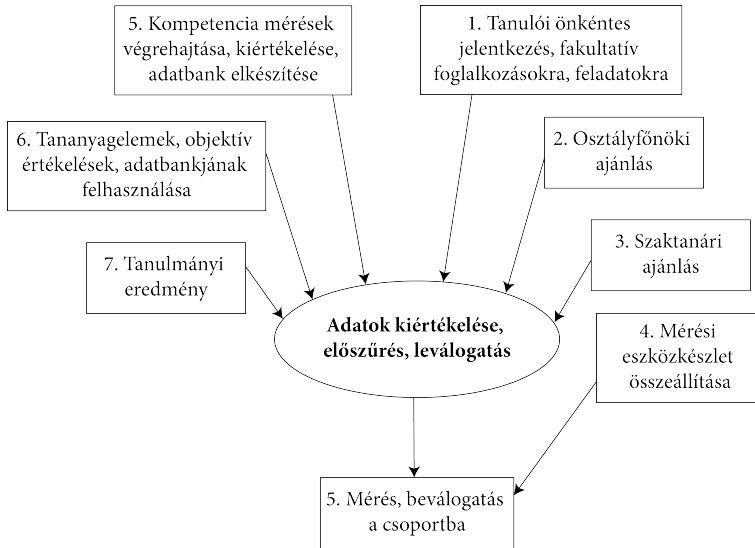 5. Kompetencia mérések
végrehajtása, kiértékelése,
adatbank elkészítése
1. Tanulói önkéntes
jelentkezés, fakultatív
foglalkozásokra, feladatokra
6. Tananyagelemek, objektív
értékelések, adatbankjának
felhasználása
2. Osztályfőnöki
ajánlás
7. Tanulmányi
eredmény
3. Szaktanári
ajánlás
Adatok kiértékelése,
előszűrés, leválogatás
4. Mérési
eszközkészlet
összeállítása
5. Mérés, beválogatás
a csoportba